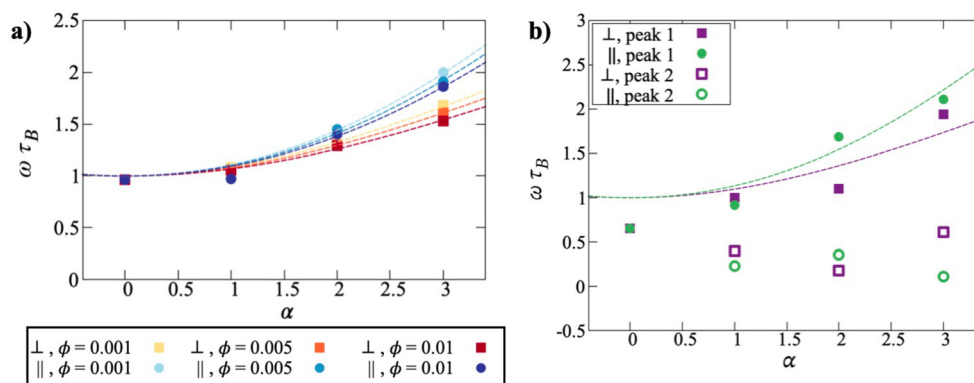 a)
2.5
2
1.5
1
0.5
0
ω τ_B
0 0.5 1 1.5 2 2.5 3
α
⊥, ϕ = 0.001 ⊥, ϕ = 0.005 ⊥, ϕ = 0.01
∥, ϕ = 0.001 ∥, ϕ = 0.005 ∥, ϕ = 0.01
b)
3
2.5
2
1.5
1
0.5
0
-0.5
ω τ_B
⊥, peak 1
∥, peak 1
⊥, peak 2
∥, peak 2
0 0.5 1 1.5 2 2.5 3
α